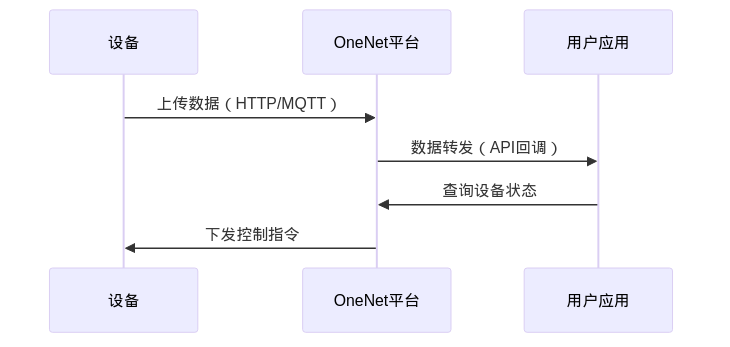 设备
OneNet平台
用户应用
上传数据（HTTP/MQTT）
数据转发（API回调）
查询设备状态
下发控制指令
设备
OneNet平台
用户应用